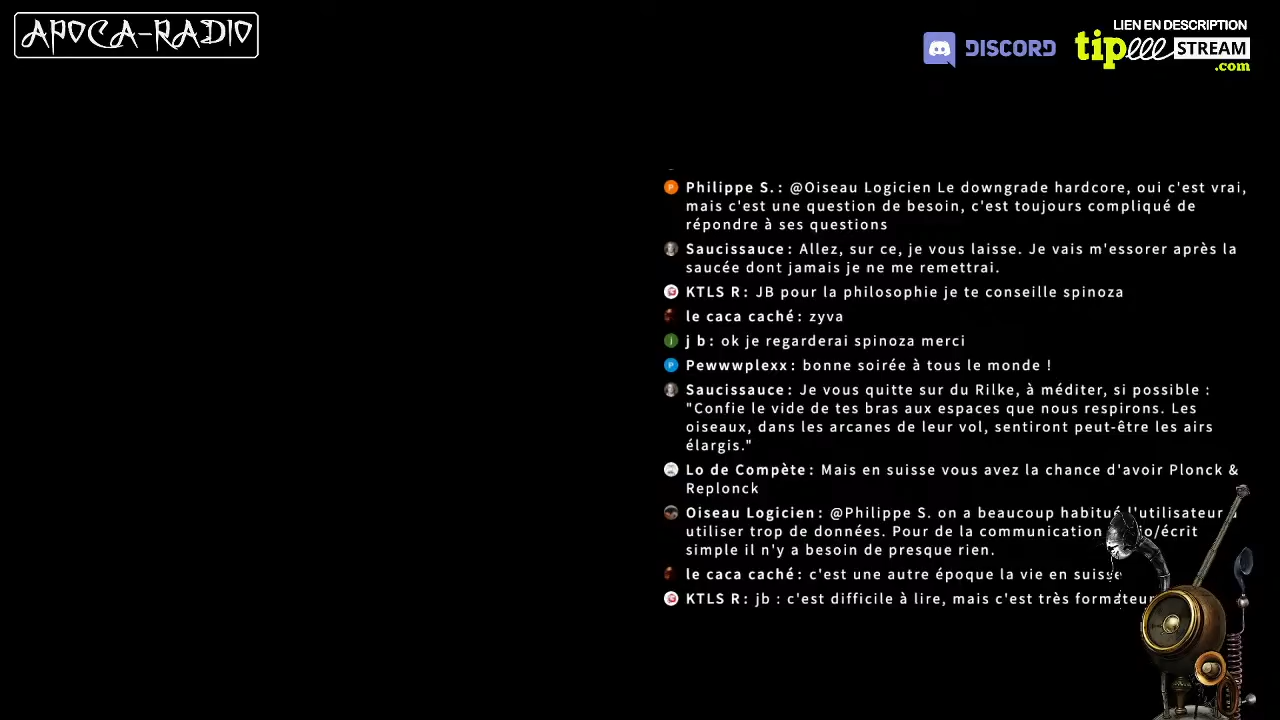 APOCA-RADIO
LIEN EN DESCRIPTION
DISCORD
tipeee STREAM
.com
Philippe S. : @Oiseau Logicien Le downgrade hardcore, oui c'est vrai,
mais c'est une question de besoin, c'est toujours compliqué de
répondre à ses questions
Saucissauce : Allez, sur ce, je vous laisse. Je vais m'essorer après la
saucée dont jamais je ne me remettrai.
KTLS R : JB pour la philosophie je te conseille spinoza
le caca caché : zyva
j b : ok je regarderai spinoza merci
Pewwwplexx : bonne soirée à tous le monde !
Saucissauce : Je vous quitte sur du Rilke, à méditer, si possible :
"Confie le vide de tes bras aux espaces que nous respirons. Les
oiseaux, dans les arcanes de leur vol, sentiront peut-être les airs
élargis."
Lo de Compète : Mais en suisse vous avez la chance d'avoir Plonck &
Replonck
Oiseau Logicien : @Philippe S. on a beaucoup habitué l'utilisateur
utiliser trop de données. Pour de la communication /écrit
simple il n'y a besoin de presque rien.
le caca caché : c'est une autre époque la vie en suisse
KTLS R : jb : c'est difficile à lire, mais c'est très formateur